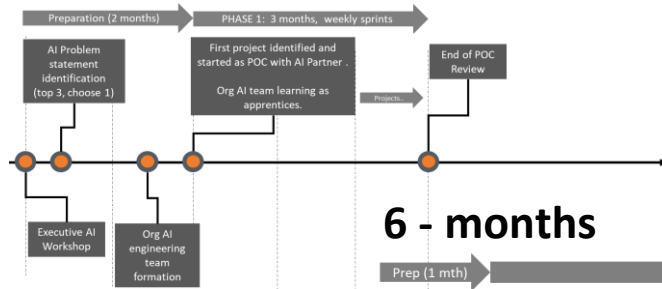 Preparation (2 months)
PHASE 1: 3 months, weekly sprints
AI Problem
statement
identification
(top 3, choose 1)
First project identified and
started as POC with AI Partner .
Org AI team learning as
apprentices.
End of POC
Review
Projects..
Executive AI
Workshop
Org AI
engineering
team
formation
6 - months
Prep (1 mth)